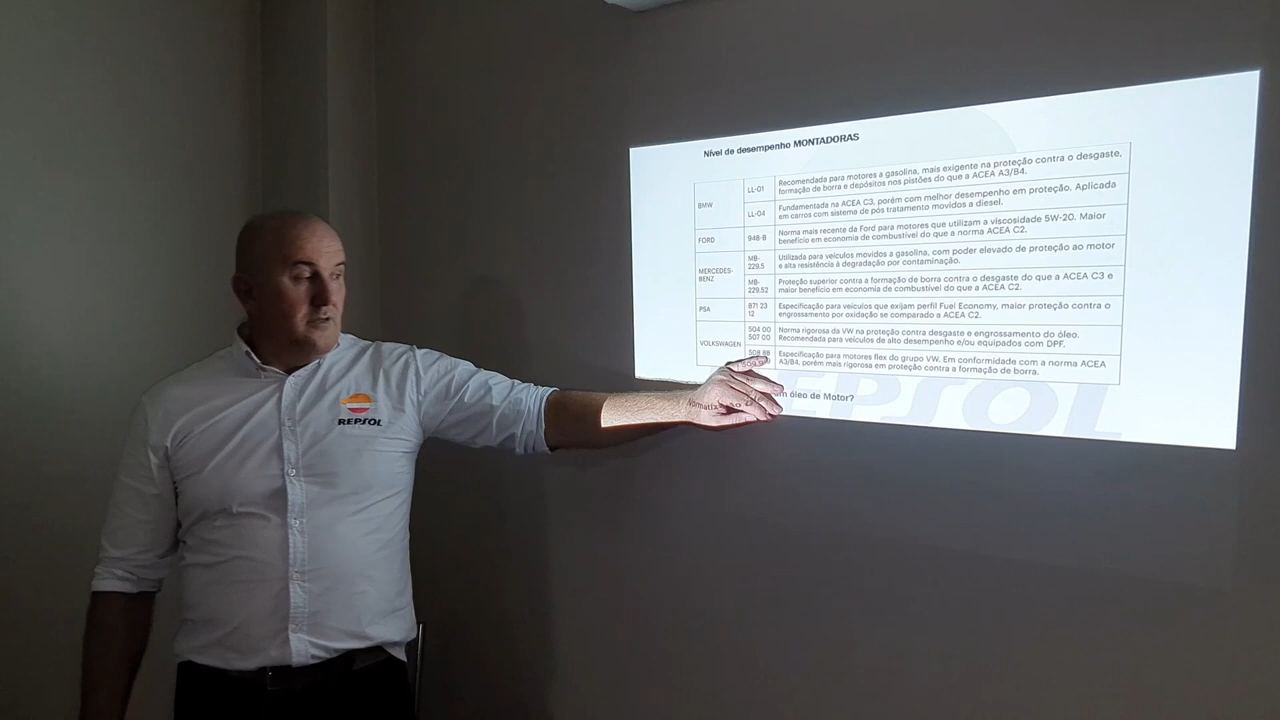 Nível de desempenho MONTADORAS
BMW
LL-01
Recomendada para motores a gasolina, mais exigente na proteção contra o desgaste,
formação de borra e depósitos nos pistões do que a ACEA A3/B4.
LL-04
Fundamentada na ACEA C3, porém com melhor desempenho em proteção. Aplicada
em carros com sistema de pós tratamento movidos a diesel.
FORD
948-B
Norma mais recente da Ford para motores que utilizam a viscosidade 5W-20. Maior
benefício em economia de combustível do que a norma ACEA C2.
MERCEDES-
BENZ
MB-
229.5
Utilizada para veículos movidos a gasolina, com poder elevado de proteção ao motor
e alta resistência à degradação por contaminação.
MB-
229.52
Proteção superior contra a formação de borra contra o desgaste do que a ACEA C3 e
maior benefício em economia de combustível do que a ACEA C2.
PSA
B71 23
12
Especificação para veículos que exijam perfil Fuel Economy, maior proteção contra o
engrossamento por oxidação se comparado a ACEA C2.
VOLKSWAGEN
504 00
507 00
Norma rigorosa da VW na proteção contra desgaste e engrossamento do óleo.
Recomendada para veículos de alto desempenho e/ou equipados com DPF.
508 88
Especificação para motores flex do grupo VW. Em conformidade com a norma ACEA
A3/B4, porém mais rigorosa em proteção contra a formação de borra.
óleo de Motor?
REPSOL
REPSOL